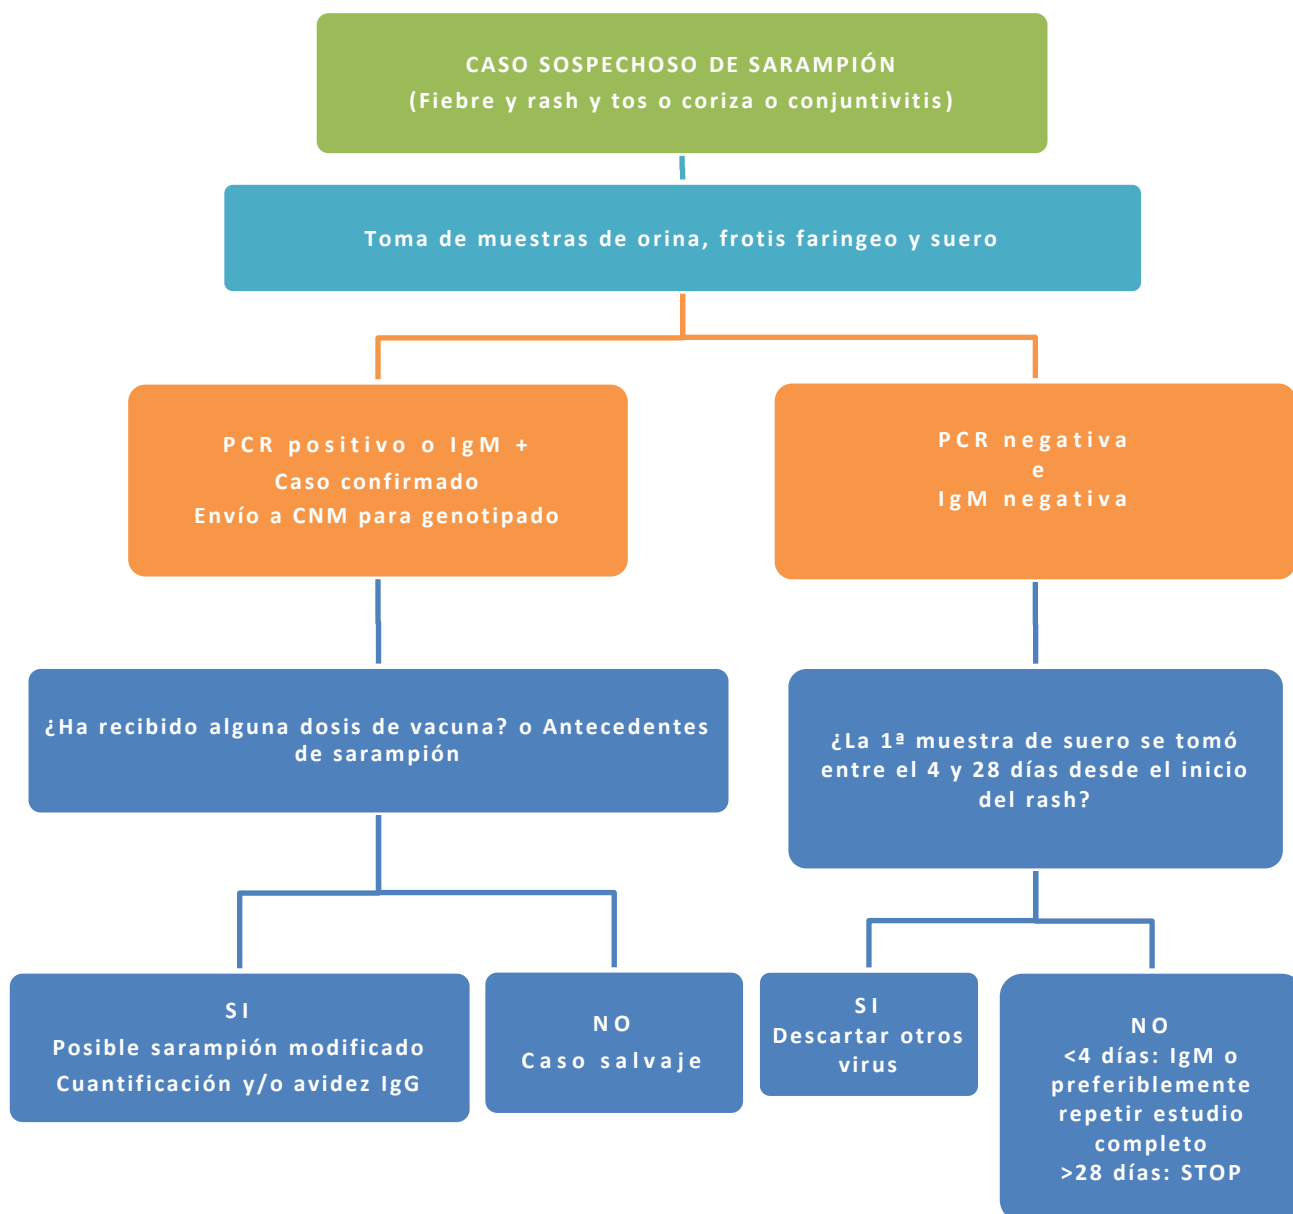 CASO SOSPECHOSO DE SARAMPIÓN
(Fiebre y rash y tos o coriza o conjuntivitis)
Toma de muestras de orina, frotis faringeo y suero
PCR positivo o IgM +
Caso confirmado
Envío a CNM para genotipado
PCR negativa
e
IgM negativa
¿Ha recibido alguna dosis de vacuna? o Antecedentes
de sarampión
¿La 1ª muestra de suero se tomó
entre el 4 y 28 días desde el inicio
del rash?
SI
Posible sarampión modificado
Cuantificación y/o avidez IgG
NO
Caso salvaje
SI
Descartar otros
virus
NO
<4 días: IgM o
preferiblemente
repetir estudio
completo
>28 días: STOP